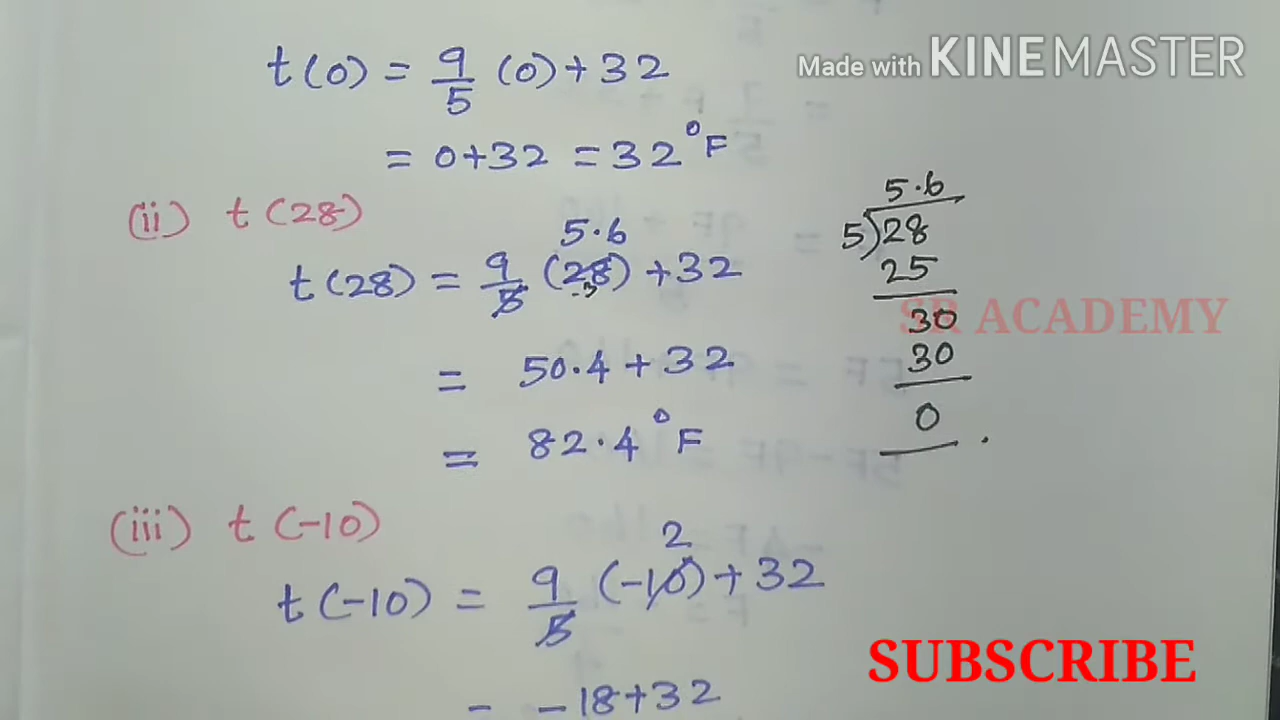 t(0) = 9/5 (0) + 32
Made with KINEMASTER
= 0+32 = 32°F
(ii) t(28)
5.6
t(28) = 9/5 (28) + 32
= 50.4 + 32
= 82.4°F
5.6
5)28
25
30
30
0
SR ACADEMY
(iii) t(-10)
2
t(-10) = 9/5 (-10) + 32
= -18+32
SUBSCRIBE